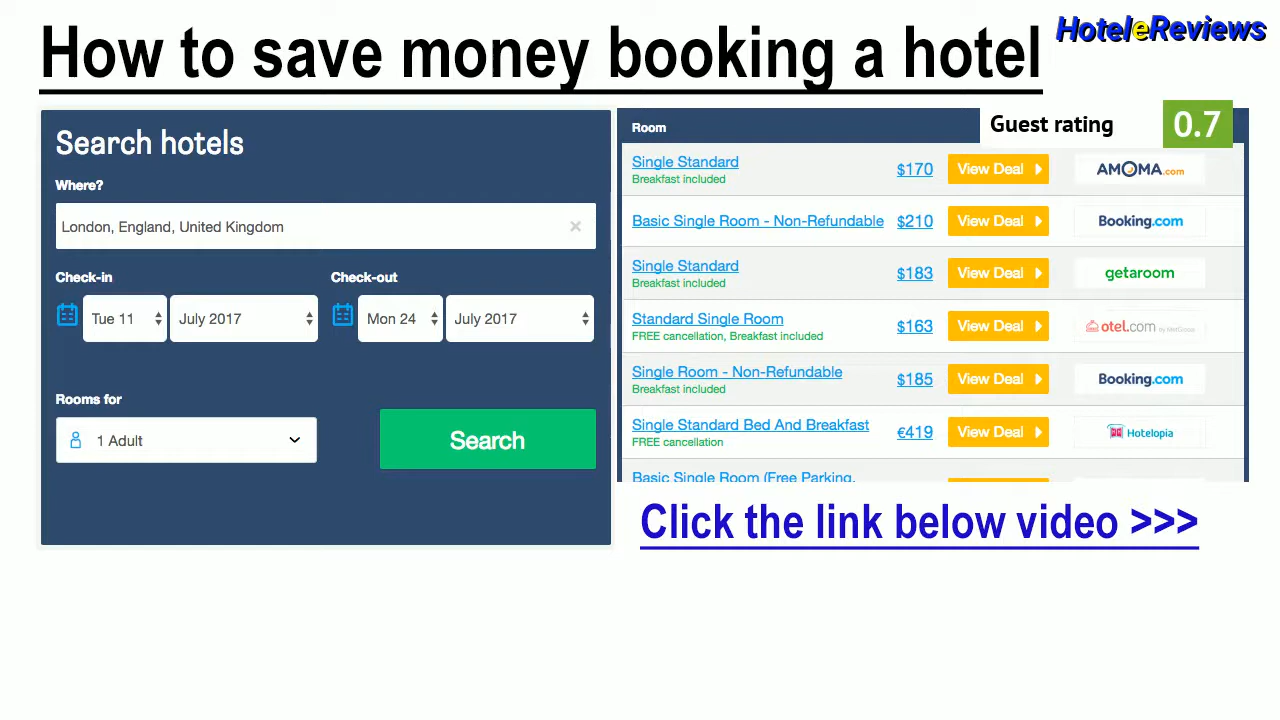 How to save money booking a hotel
HoteleReviews
Search hotels
Where?
London, England, United Kingdom
Check-in
Check-out
Tue 11
July 2017
Mon 24
July 2017
Rooms for
1 Adult
Search
Room
Guest rating
0.7
Single Standard
Breakfast included
$170
View Deal
AMOMA.com
Basic Single Room - Non-Refundable
$210
View Deal
Booking.com
Single Standard
Breakfast included
$183
View Deal
getaroom
Standard Single Room
FREE cancellation, Breakfast included
$163
View Deal
otel.com
Single Room - Non-Refundable
Breakfast included
$185
View Deal
Booking.com
Single Standard Bed And Breakfast
FREE cancellation
€419
View Deal
Hotelopia
Basic Single Room (Free Parking,
Click the link below video >>>